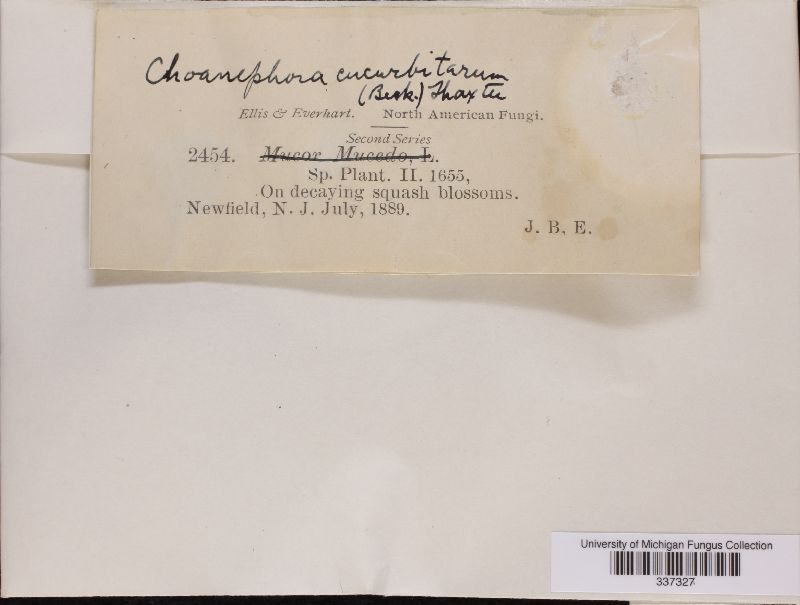 Choanephora cucurbitarum
(Berk.) Thaxter
Ellis & Everhart. North American Fungi.
Second Series
2454. Mucor Mucedo, L.
Sp. Plant. II. 1655,
On decaying squash blossoms.
Newfield, N. J. July, 1889.
J. B, E.
University of Michigan Fungus Collection
337327